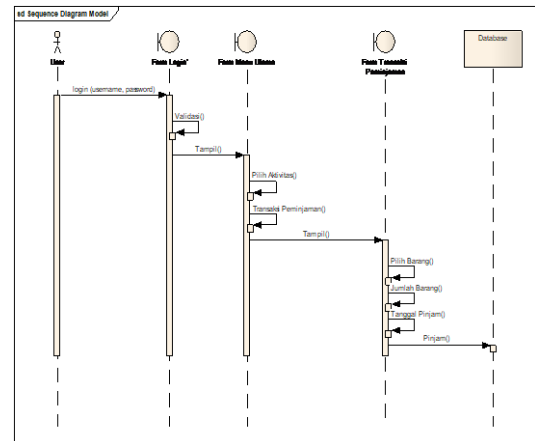 sd Sequence Diagram Model
User
Form Login'
Form Menu Utama
Form Transaksi
Peminjaman
Database
login (username, password)
Validasi()
Tampil()
Pilih Aktivitas()
Transaksi Peminjaman()
Tampil()
Pilih Barang()
Jumlah Barang()
Tanggal Pinjam()
Pinjam()